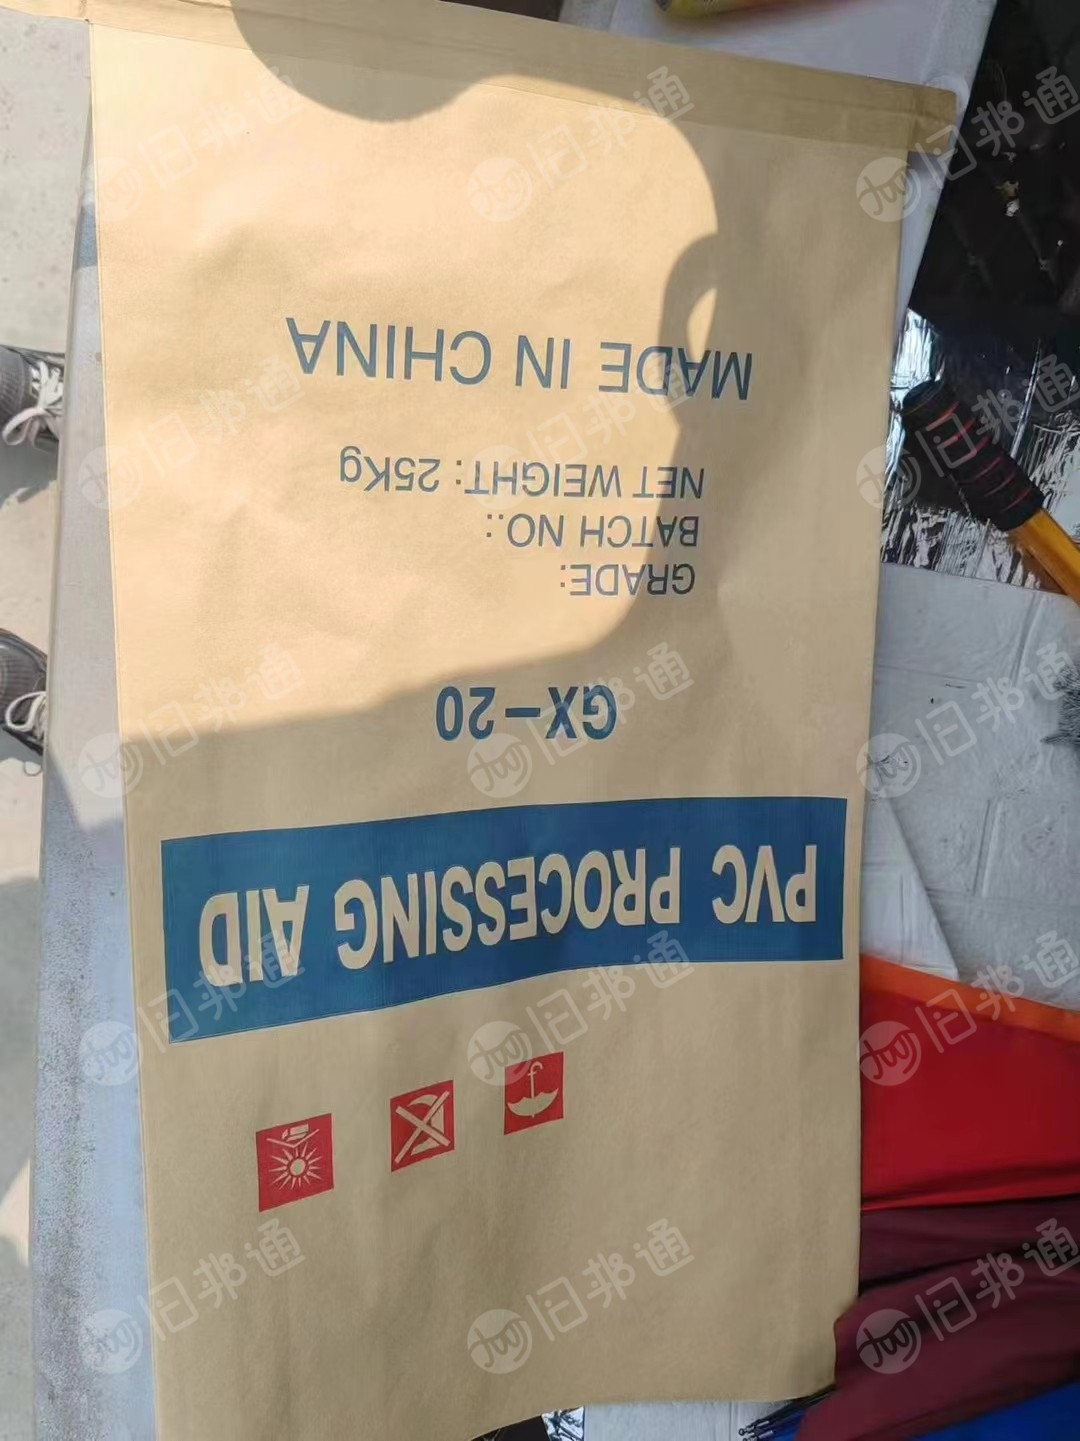 PVC PROCESSING AID
GX-20
GRADE:
BATCH NO.:
NET WEIGHT: 25Kg
MADE IN CHINA
旧邦通